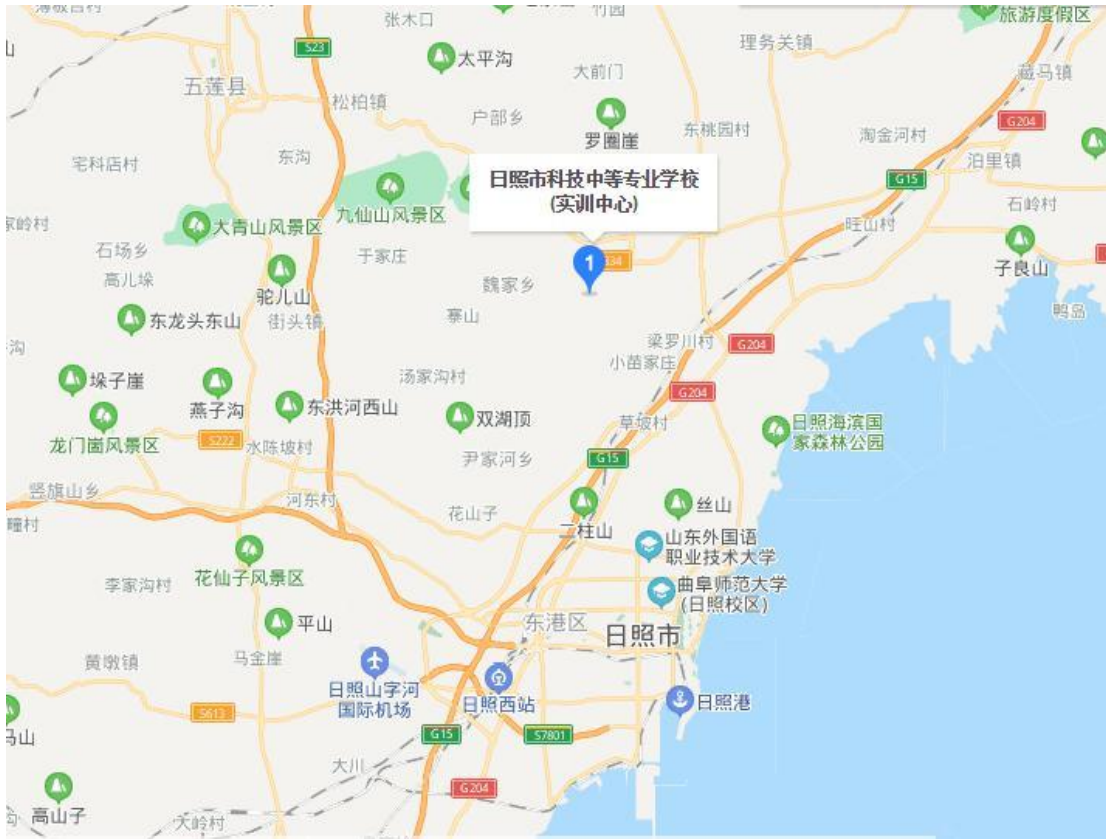 张木口
竹园
旅游度假区
S23
太平沟
理务关镇
大前门
藏马镇
五莲县
松柏镇
户部乡
罗圈崖
东桃园村
G204
淘金河村
东沟
宅科店村
泊里镇
日照市科技中等专业学校
(实训中心)
G15
九仙山风景区
石岭村
家岭村
大青山风景区
旺山村
石场乡
于家庄
1
子良山
高儿垛
魏家乡
驼儿山
鸭岛
东龙头东山
街头镇
寨山
梁罗川村
G204
小苗家庄
垛子崖
汤家沟村
燕子沟
东洪河西山
双湖顶
G204
草坡村
日照海滨国
家森林公园
龙门崮风景区
S222
水陈坡村
尹家河乡
G15
竖旗山乡
河东村
花山子
二柱山
丝山
疃村
山东外国语
职业技术大学
花仙子风景区
李家沟村
曲阜师范大学
(日照校区)
平山
东港区
日照市
黄墩镇
马金崖
日照山字河
国际机场
日照西站
日照港
S613
马山
G15
S7801
大川
G204
高山子
大岭村